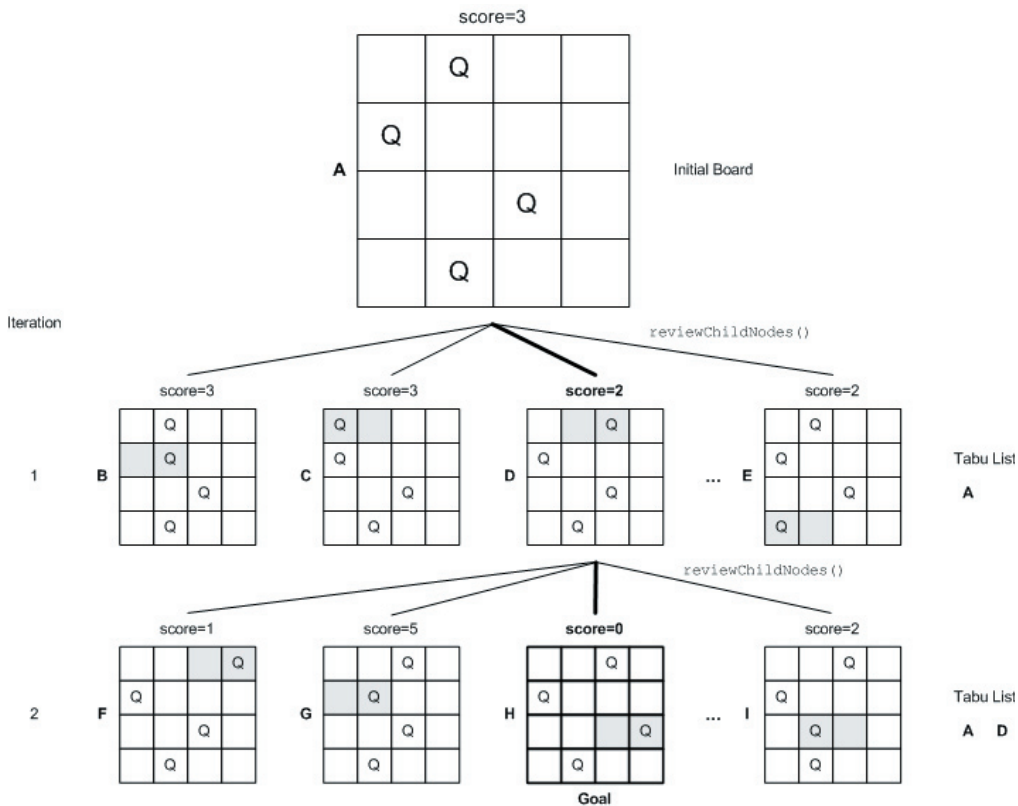 score=3
Q
Q
A
Initial Board
Q
Q
Iteration
reviewChildNodes()
score=3 score=3 score=2 score=2
Q Q Q Q
Q Q Q Q
1 B C D ... E Tabu List
Q Q Q Q A
Q Q Q Q
reviewChildNodes()
score=1 score=5 score=0 score=2
Q Q Q Q
Q Q Q Q
2 F G H ... I Tabu List
Q Q Q Q A D
Q Q Q Q
Goal